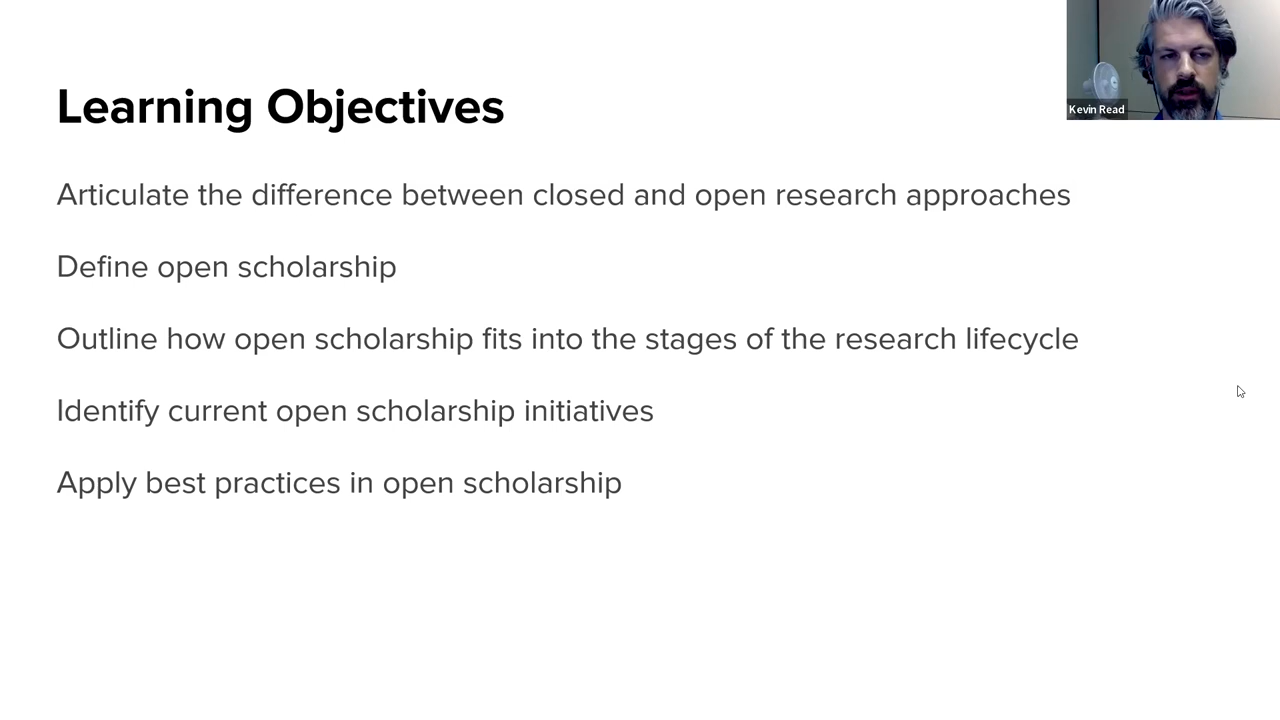 Learning Objectives
Kevin Read
Articulate the difference between closed and open research approaches
Define open scholarship
Outline how open scholarship fits into the stages of the research lifecycle
Identify current open scholarship initiatives
Apply best practices in open scholarship